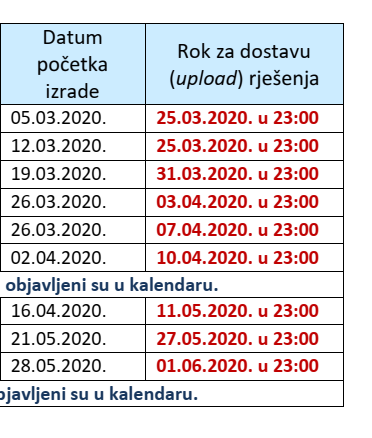 Datum
početka
izrade
Rok za dostavu
(upload) rješenja
05.03.2020. 25.03.2020. u 23:00
12.03.2020. 25.03.2020. u 23:00
19.03.2020. 31.03.2020. u 23:00
26.03.2020. 03.04.2020. u 23:00
26.03.2020. 07.04.2020. u 23:00
02.04.2020. 10.04.2020. u 23:00
objavljeni su u kalendaru.
16.04.2020. 11.05.2020. u 23:00
21.05.2020. 27.05.2020. u 23:00
28.05.2020. 01.06.2020. u 23:00
bjavljeni su u kalendaru.